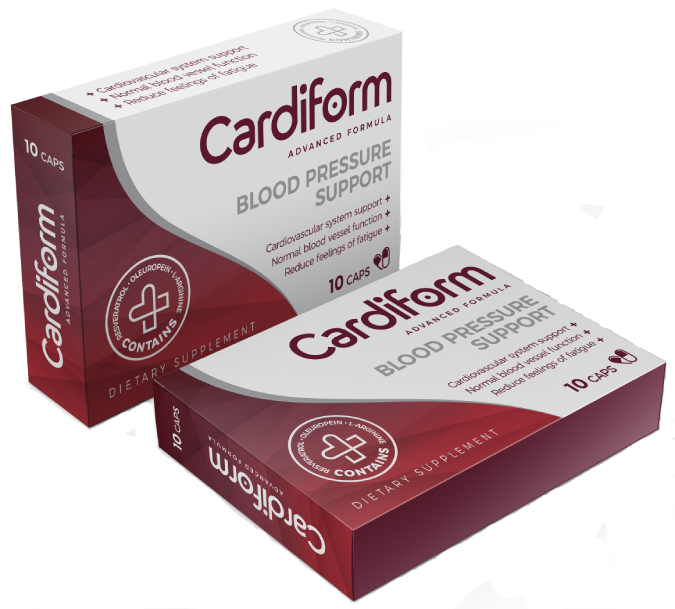 + Cardiovascular system support
+ Normal blood vessel function
+ Reduce feelings of fatigue
CONTAINS
10 CAPS
Cardiform
ADVANCED FORMULA
Cardiform
ADVANCED FORMULA
BLOOD PRESSURE
SUPPORT
Cardiovascular system support +
Normal blood vessel function +
Reduce feelings of fatigue +
10 CAPS
RESVERATROL • OLEUROPEIN • L-ARGININE
CONTAINS
DIETARY SUPPLEMENT
Cardiform
ADVANCED FORMULA
BLOOD PRESSURE
SUPPORT
Cardiovascular system support +
Normal blood vessel function +
Reduce feelings of fatigue +
10 CAPS
RESVERATROL • OLEUROPEIN • L-ARGININE
CONTAINS
DIETARY SUPPLEMENT
10 CAPS
Cardiform
ADVANCED FORMULA